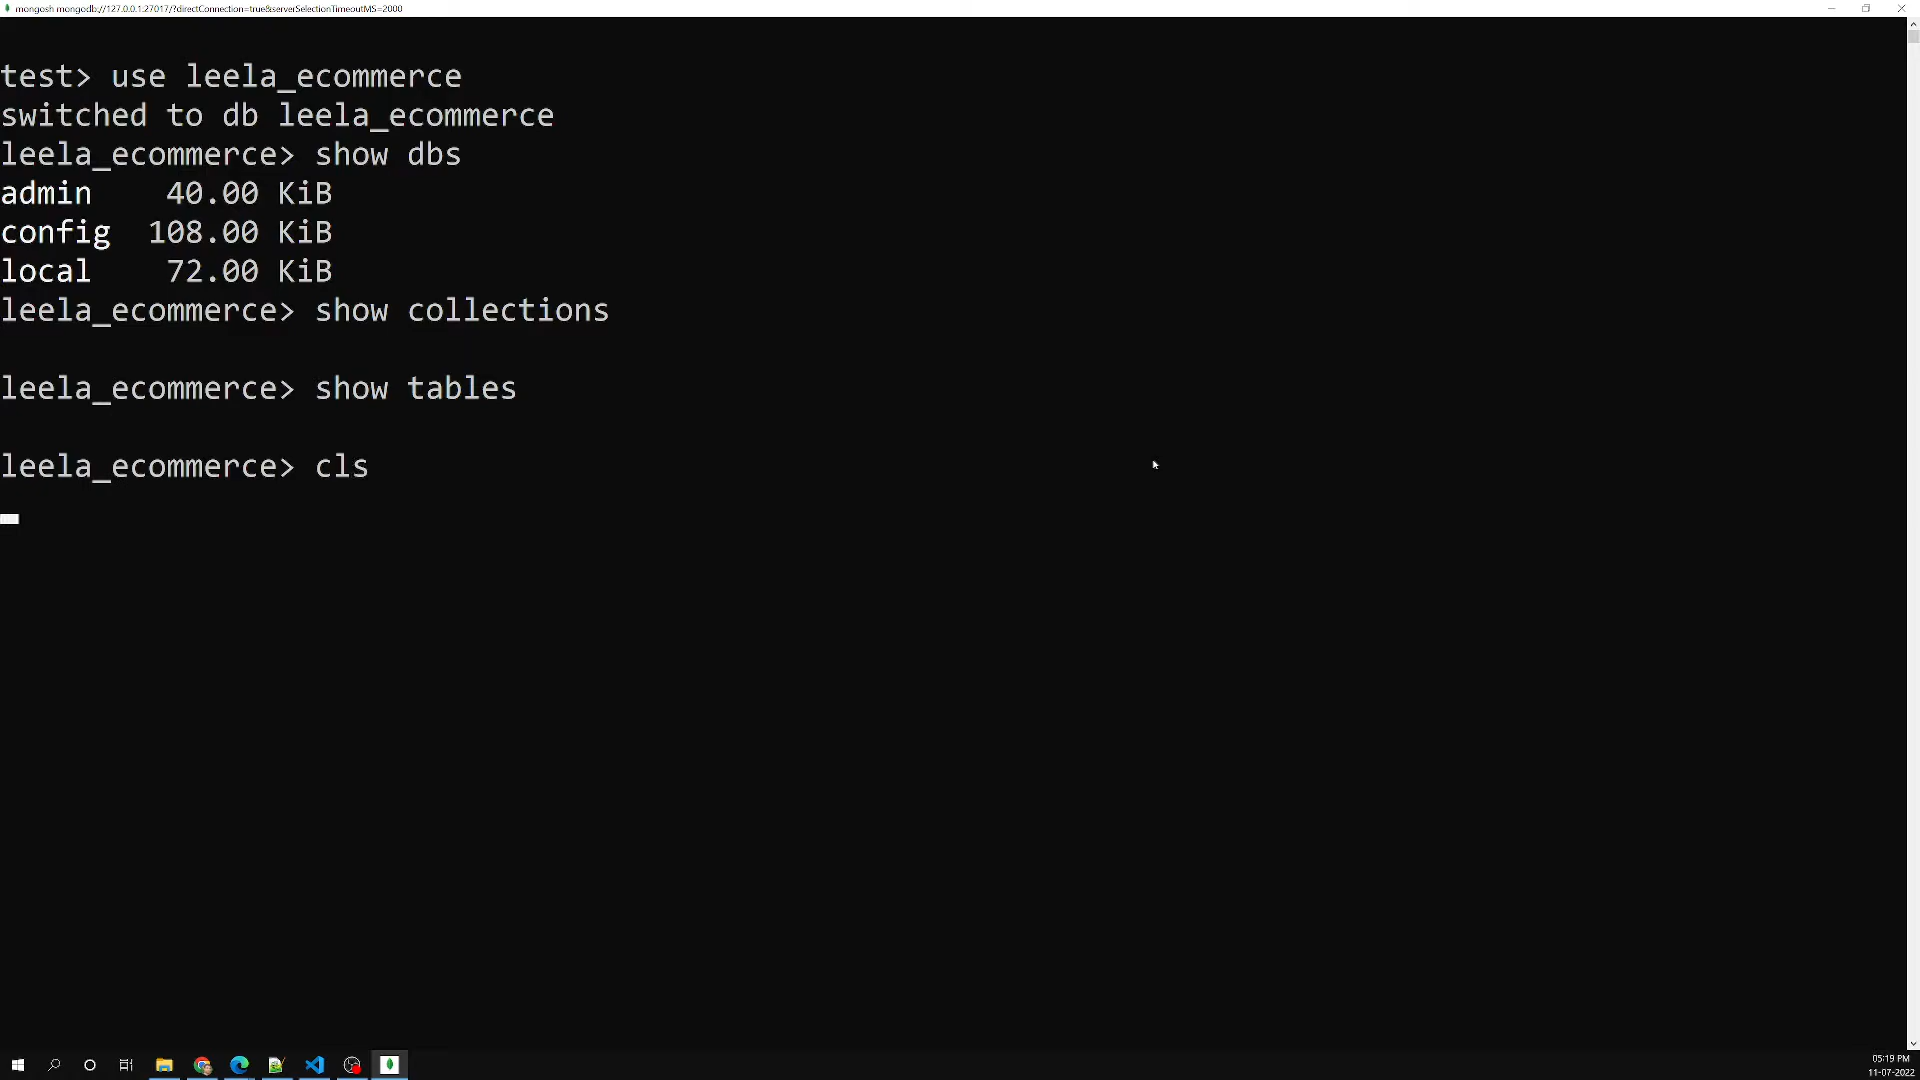 mongosh mongodb://127.0.0.1:27017/?directConnection=true&serverSelectionTimeoutMS=2000
test> use leela_ecommerce
switched to db leela_ecommerce
leela_ecommerce> show dbs
admin    40.00 KiB
config  108.00 KiB
local    72.00 KiB
leela_ecommerce> show collections
leela_ecommerce> show tables
leela_ecommerce> cls
05:19 PM
11-07-2022